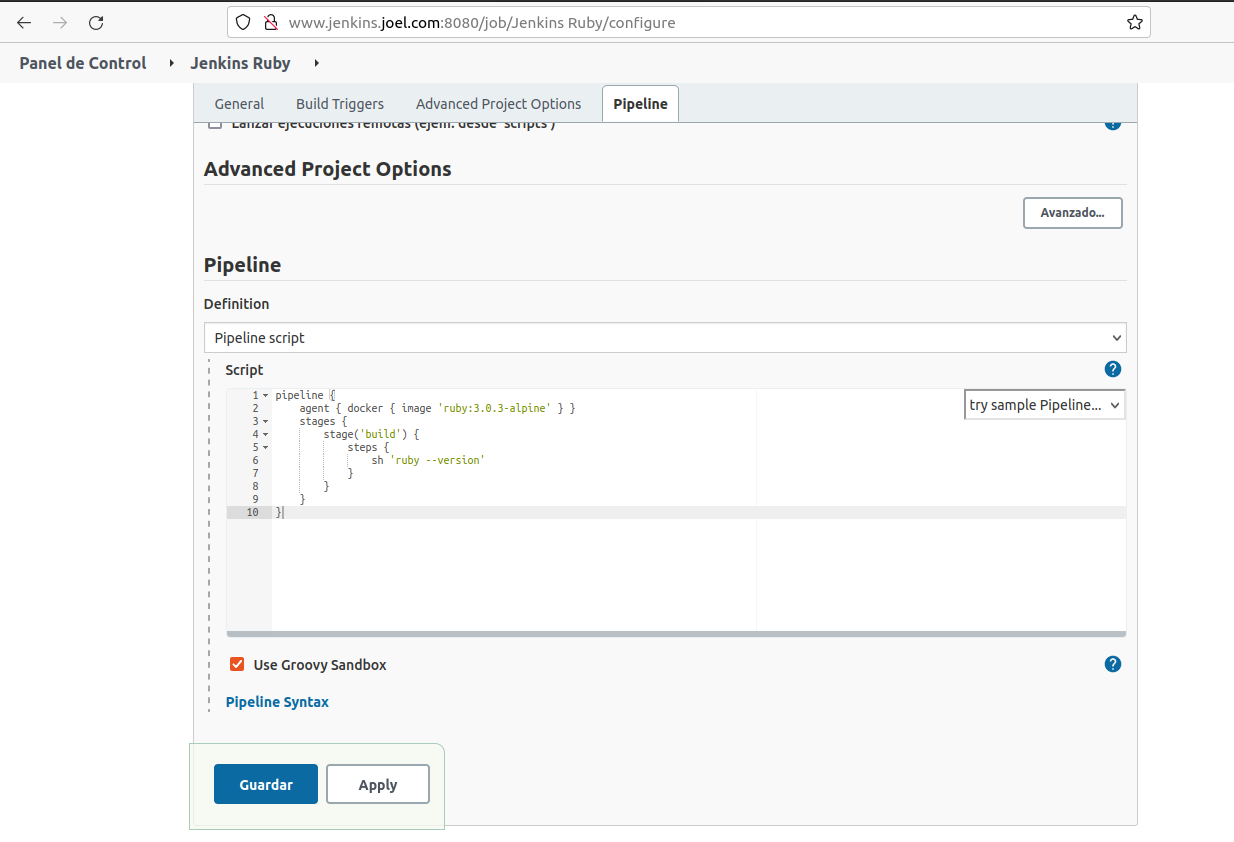 www.jenkins.joel.com:8080/job/Jenkins Ruby/configure
Panel de Control
Jenkins Ruby
General
Build Triggers
Advanced Project Options
Pipeline
Lanzar ejecuciones remotas (ejem: desde 'scripts')
Advanced Project Options
Avanzado...
Pipeline
Definition
Pipeline script
Script
?
try sample Pipeline...
1 pipeline {
2 agent { docker { image 'ruby:3.0.3-alpine' } }
3 stages {
4 stage('build') {
5 steps {
6 sh 'ruby --version'
7 }
8 }
9 }
10 }
Use Groovy Sandbox
?
Pipeline Syntax
Guardar
Apply